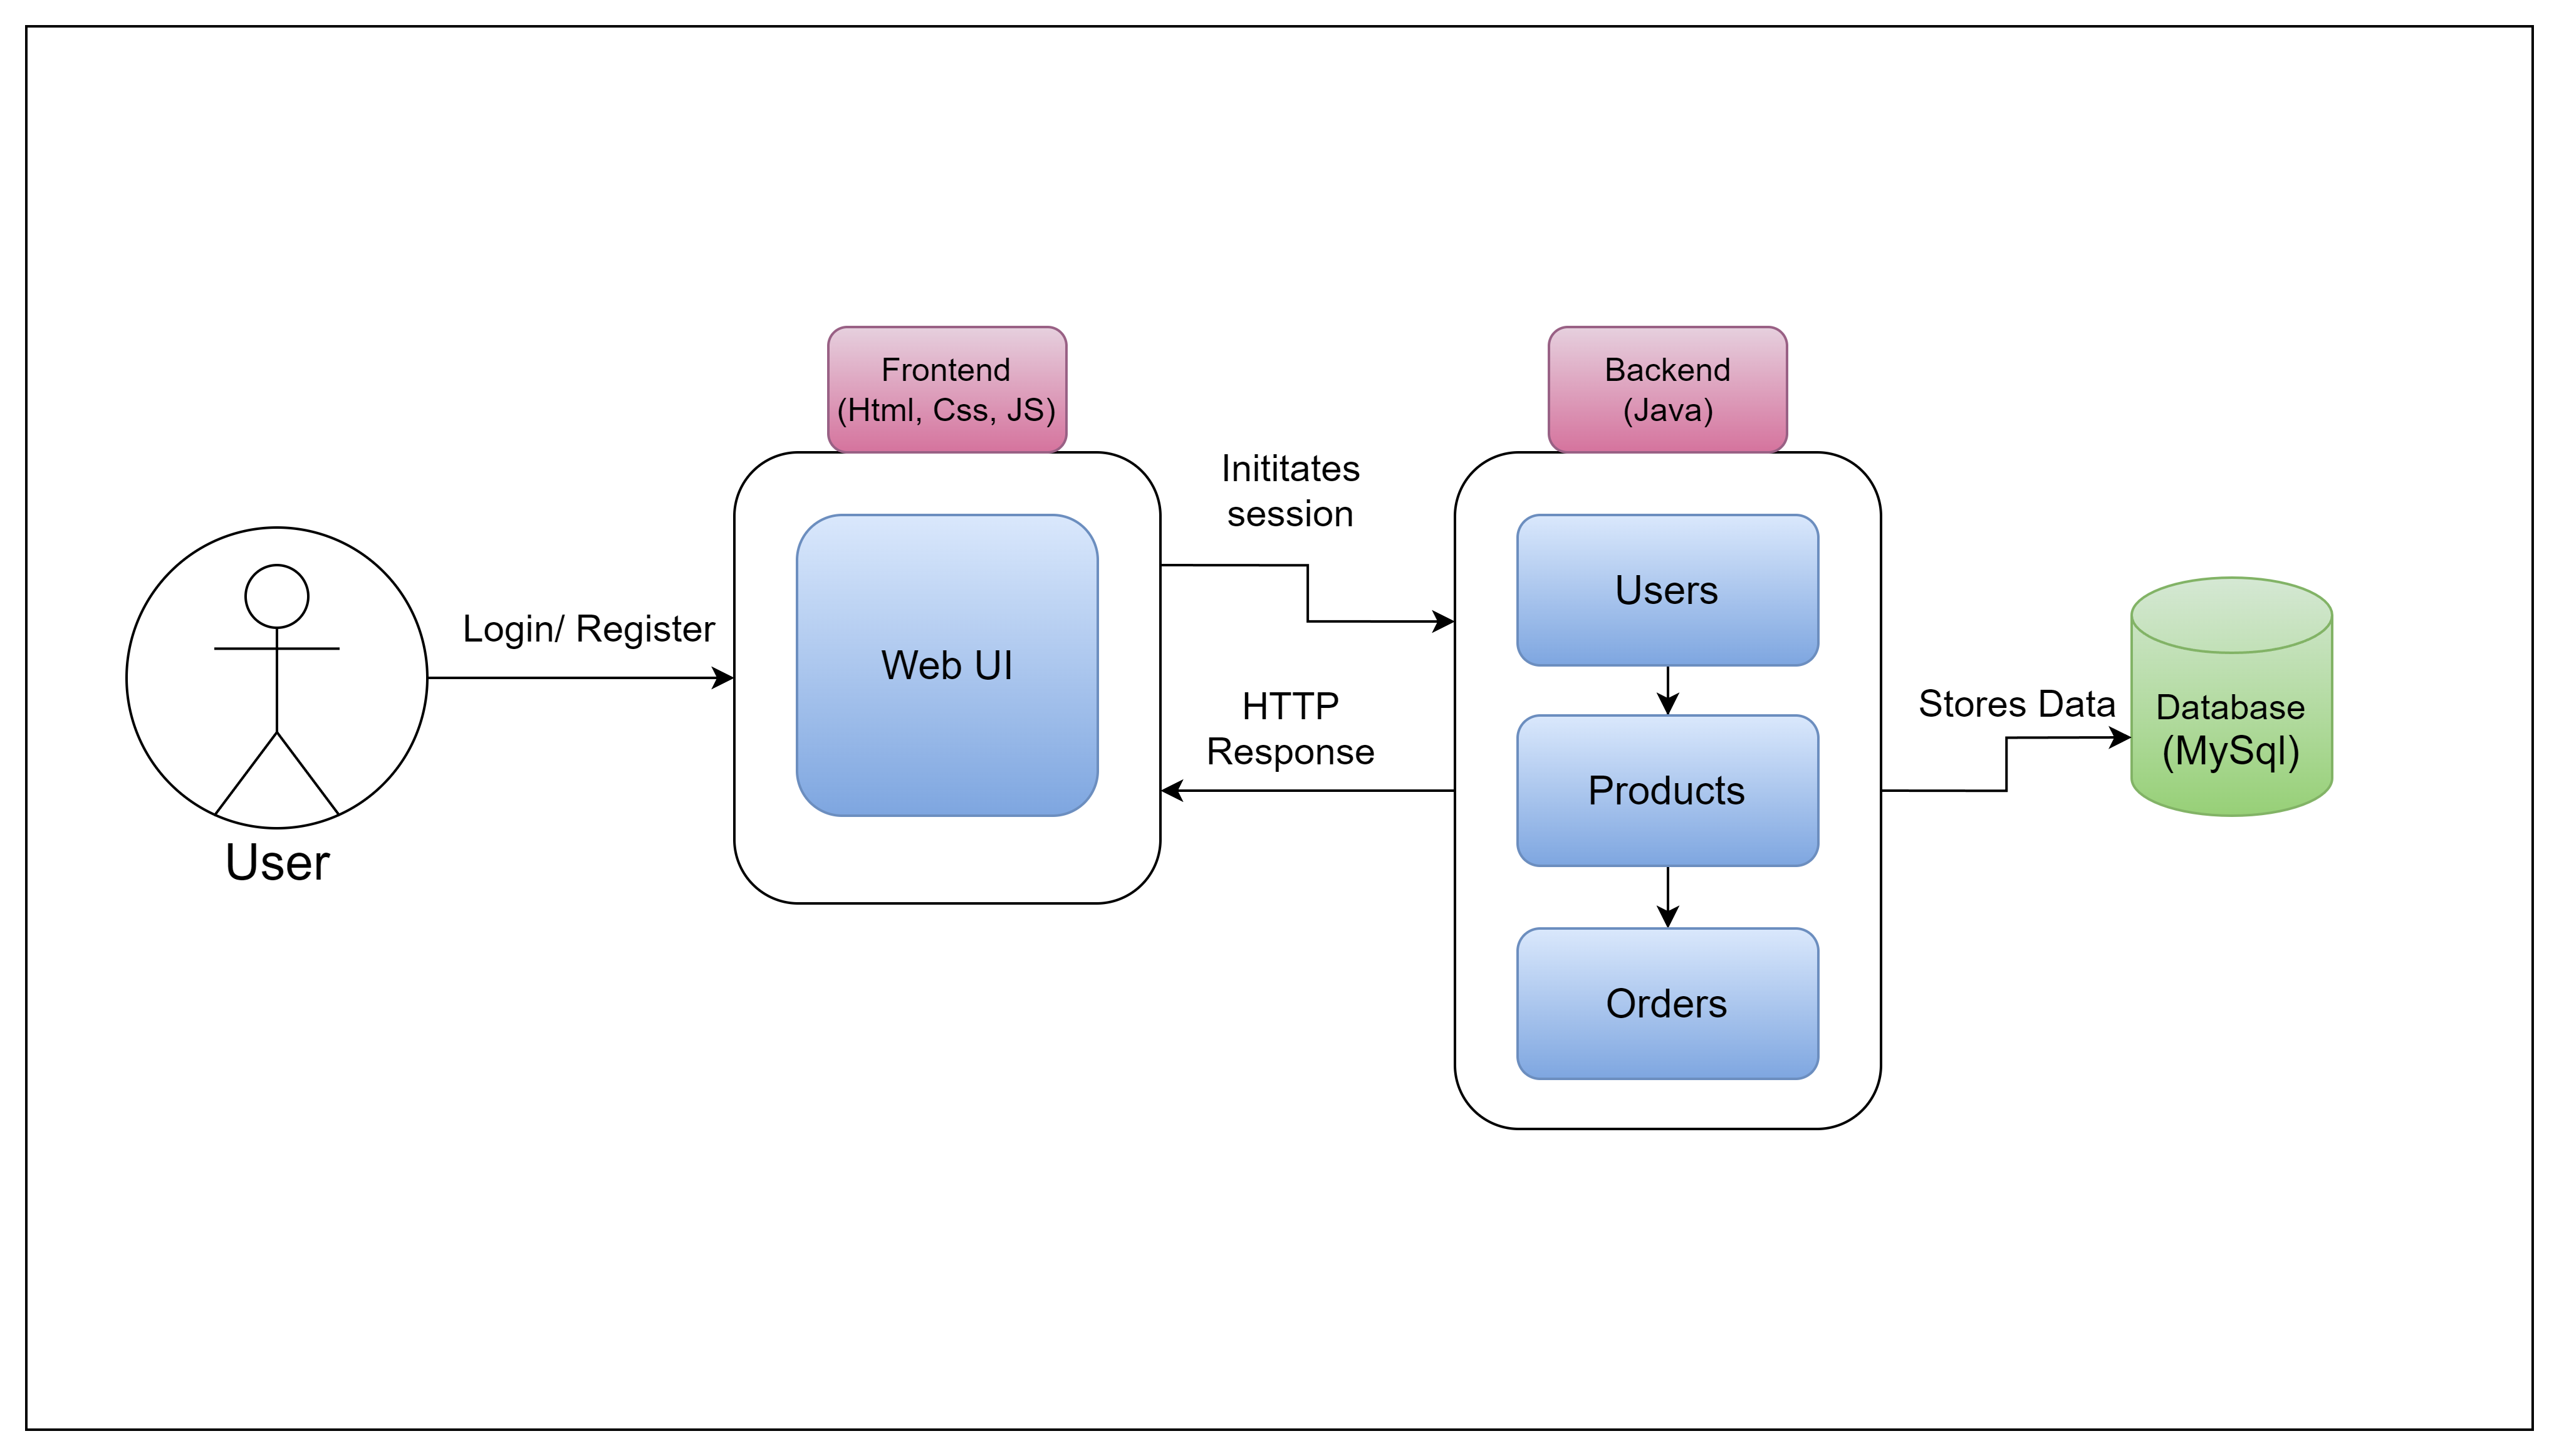 User
Login/ Register
Frontend
(Html, Css, JS)
Web UI
Inititates
session
HTTP
Response
Backend
(Java)
Users
Products
Orders
Stores Data
Database
(MySql)